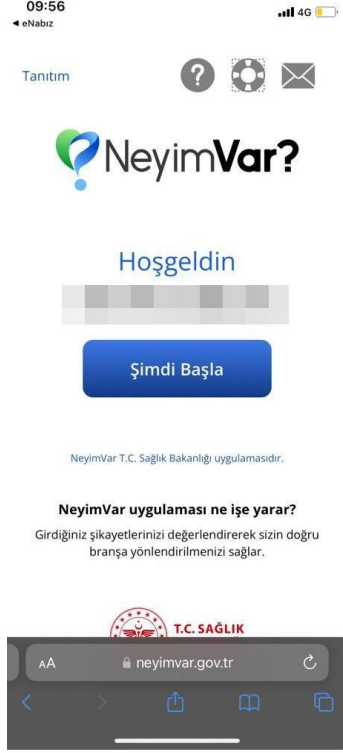 09:56
4G
eNabız
Tanıtım
NeyimVar?
Hoşgeldin
Şimdi Başla
NeyimVar T.C. Sağlık Bakanlığı uygulamasıdır.
NeyimVar uygulaması ne işe yarar?
Girdiğiniz şikayetlerinizi değerlendirerek sizin doğru
branşa yönlendirilmenizi sağlar.
T.C. SAĞLIK
AA
neyimvar.gov.tr